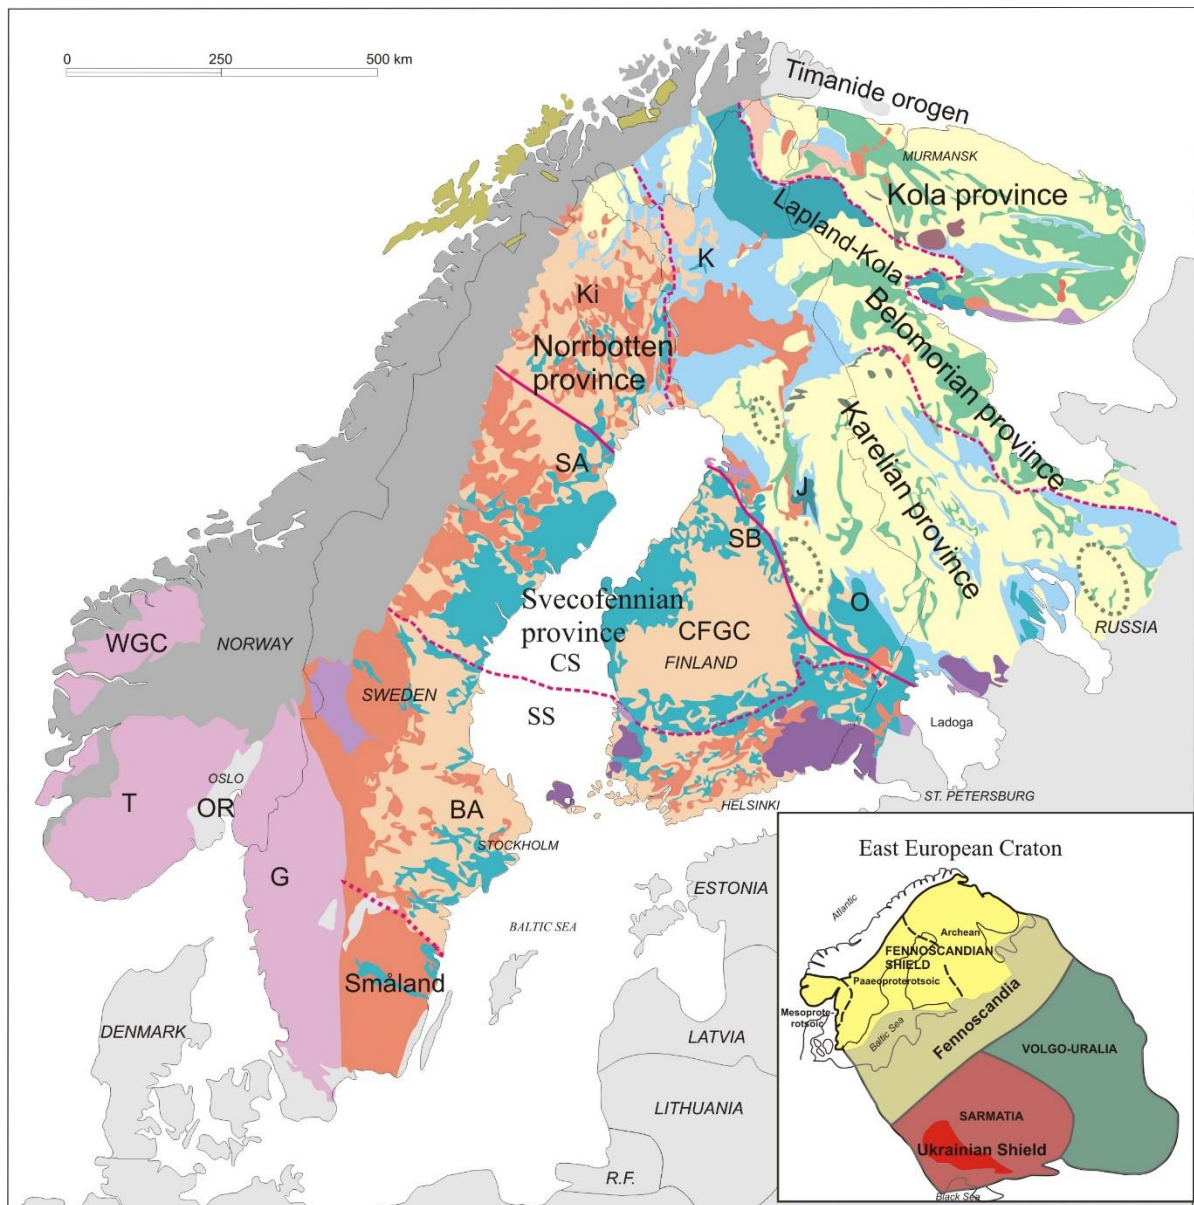 0 250 500 km
Timanide orogen
MURMANSK
Kola province
Lapland-Kola
K
Ki
Belomorian province
Norrbotten
province
Karelian province
SA
J
SB
Svecofennian
province
O
WGC
NORWAY
CFGC
RUSSIA
CS
FINLAND
SWEDEN
SS
Ladoga
OSLO
T
OR
BA
HELSINKI
ST. PETERSBURG
STOCKHOLM
G
ESTONIA
BALTIC SEA
Småland
DENMARK
LATVIA
LITHUANIA
R.F.
East European Craton
Atlantic
Archean
FENNOSCANDIAN
SHIELD
Paaeoproterotsoic
Mesoprote-
rotsoic
Baltic Sea
Fennoscandia
VOLGO-URALIA
SARMATIA
Ukrainian Shield
Black Sea